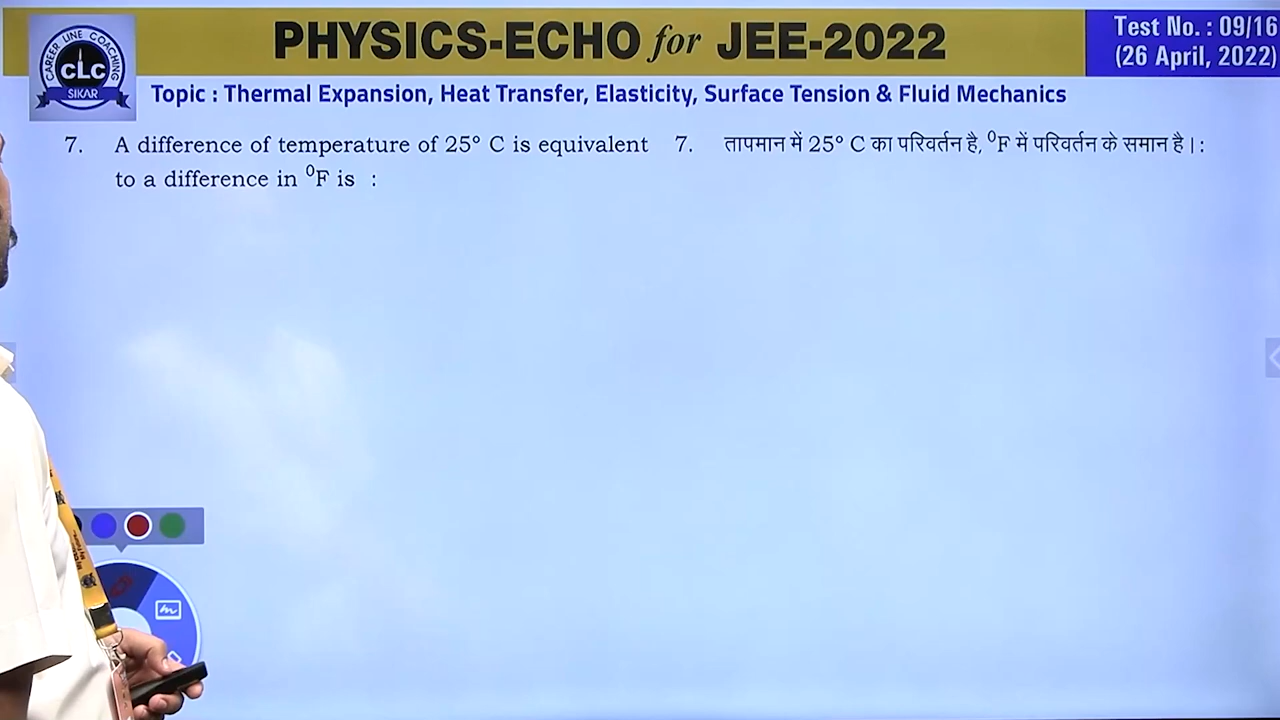 PHYSICS-ECHO for JEE-2022
Test No. : 09/16
(26 April, 2022)
CAREER LINE COACHING
CLC
SIKAR
Topic : Thermal Expansion, Heat Transfer, Elasticity, Surface Tension & Fluid Mechanics
7. A difference of temperature of 25° C is equivalent
to a difference in ⁰F is :
7. तापमान में 25° C का परिवर्तन है, ⁰F में परिवर्तन के समान है।: